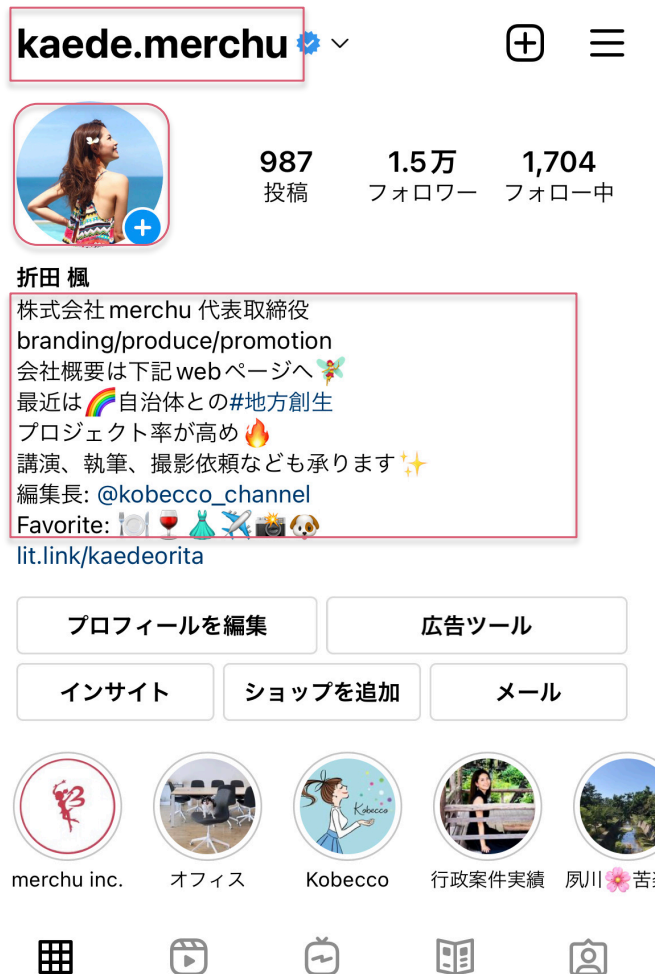 kaede.merchu
987
1.5万
1,704
投稿
フォロワー
フォロー中
折田 楓
株式会社merchu 代表取締役
branding/produce/promotion
会社概要は下記webページへ🧚
最近は🌈自治体との#地方創生
プロジェクト率が高め🔥
講演、執筆、撮影依頼なども承ります✨
編集長: @kobecco_channel
Favorite: 🍽🍷👗✈️📸🐶
lit.link/kaedeorita
プロフィールを編集
広告ツール
インサイト
ショップを追加
メール
Kobecco
merchu inc.
オフィス
Kobecco
行政案件実績
夙川🌸苦